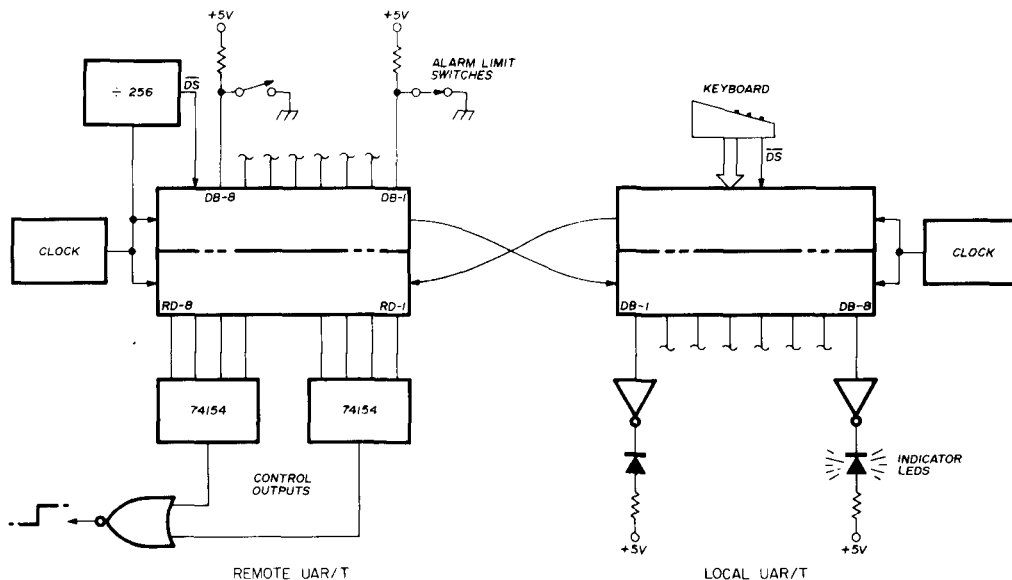 +5V
+5V
ALARM LIMIT
SWITCHES
÷ 256
DS
KEYBOARD
DS
DB-8
DB-1
CLOCK
CLOCK
RD-8
RD-1
DB-1
DB-8
74154
74154
CONTROL
OUTPUTS
INDICATOR
LEDS
+5V
+5V
REMOTE UAR/T
LOCAL UAR/T